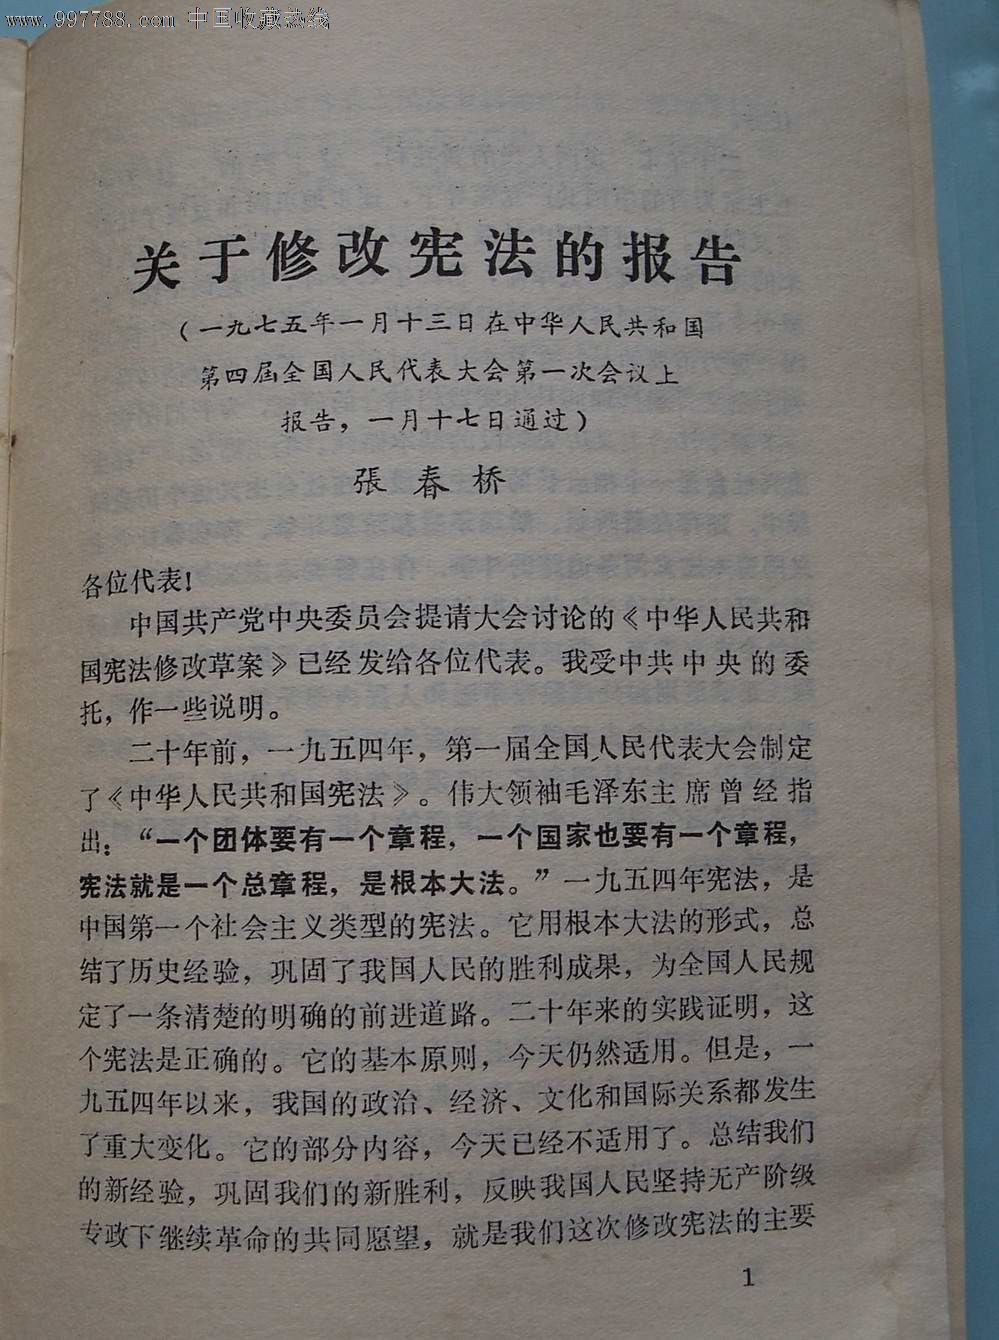 www.997788.com 中国收藏热线
关于修改宪法的报告
(一九七五年一月十三日在中华人民共和国
第四届全国人民代表大会第一次会议上
报告，一月十七日通过)
張春桥
各位代表!
中国共产党中央委员会提请大会讨论的《中华人民共和
国宪法修改草案》已经发给各位代表。我受中共中央的委
托，作一些说明。
二十年前，一九五四年，第一届全国人民代表大会制定
了《中华人民共和国宪法》。伟大领袖毛泽东主席曾经指
出：“一个团体要有一个章程，一个国家也要有一个章程，
宪法就是一个总章程，是根本大法。”一九五四年宪法，是
中国第一个社会主义类型的宪法。它用根本大法的形式，总
结了历史经验，巩固了我国人民的胜利成果，为全国人民规
定了一条清楚的明确的前进道路。二十年来的实践证明，这
个宪法是正确的。它的基本原则，今天仍然适用。但是，一
九五四年以来，我国的政治、经济、文化和国际关系都发生
了重大变化。它的部分内容，今天已经不适用了。总结我们
的新经验，巩固我们的新胜利，反映我国人民坚持无产阶级
专政下继续革命的共同愿望，就是我们这次修改宪法的主要
1